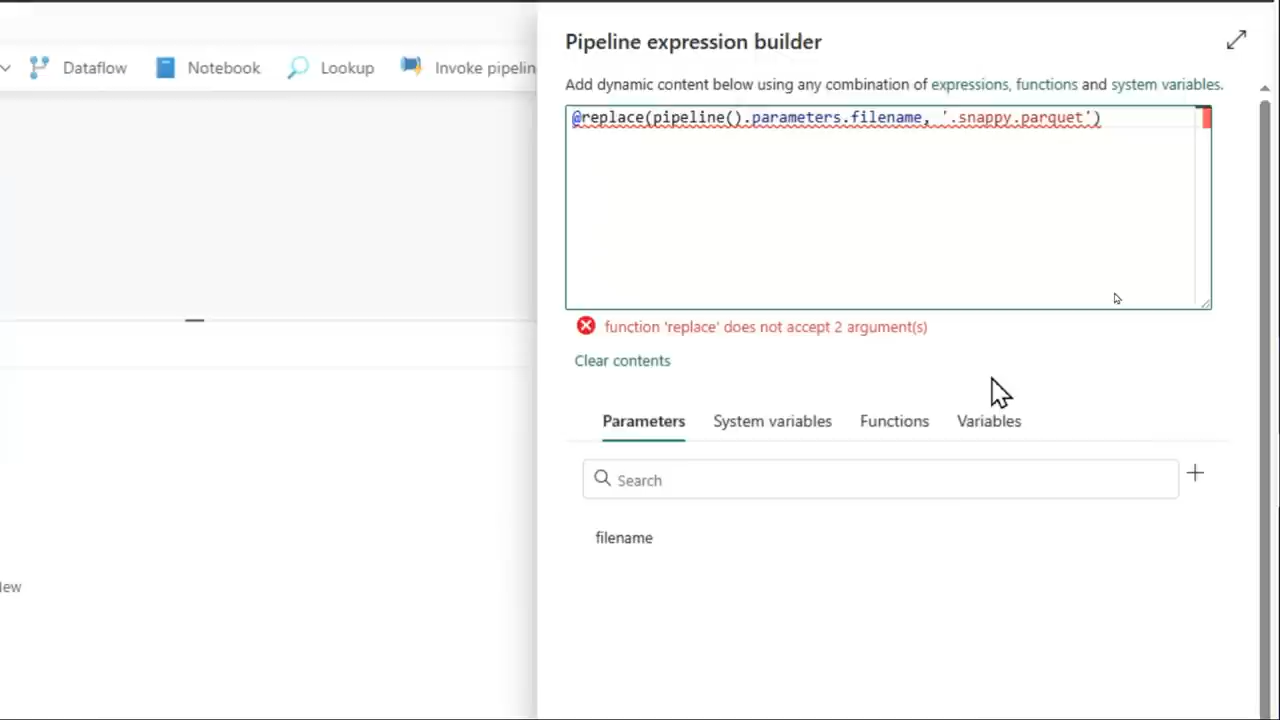 Pipeline expression builder
Dataflow Notebook Lookup Invoke pipelin
Add dynamic content below using any combination of expressions, functions and system variables.
@replace(pipeline().parameters.filename, '.snappy.parquet')
function 'replace' does not accept 2 argument(s)
Clear contents
Parameters System variables Functions Variables
Search
filename